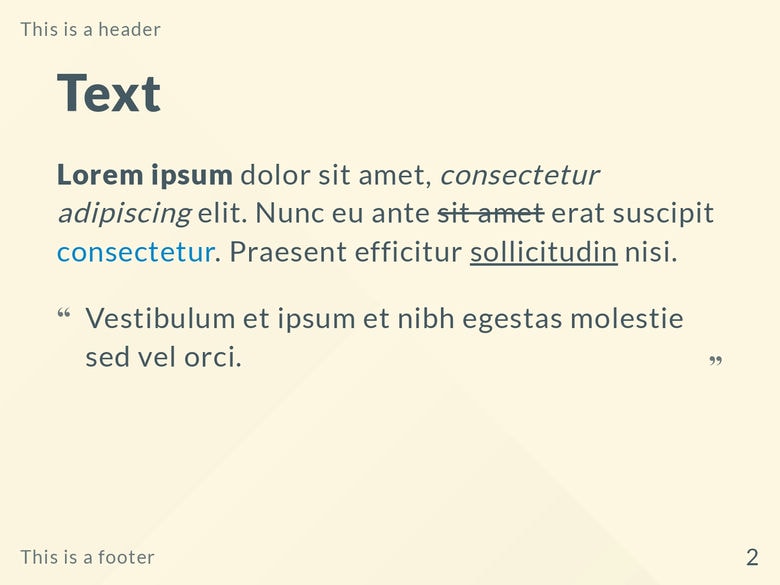 This is a header
Text
Lorem ipsum dolor sit amet, consectetur
adipiscing elit. Nunc eu ante sit amet erat suscipit
consectetur. Praesent efficitur sollicitudin nisi.
“ Vestibulum et ipsum et nibh egestas molestie
sed vel orci. ”
This is a footer
2